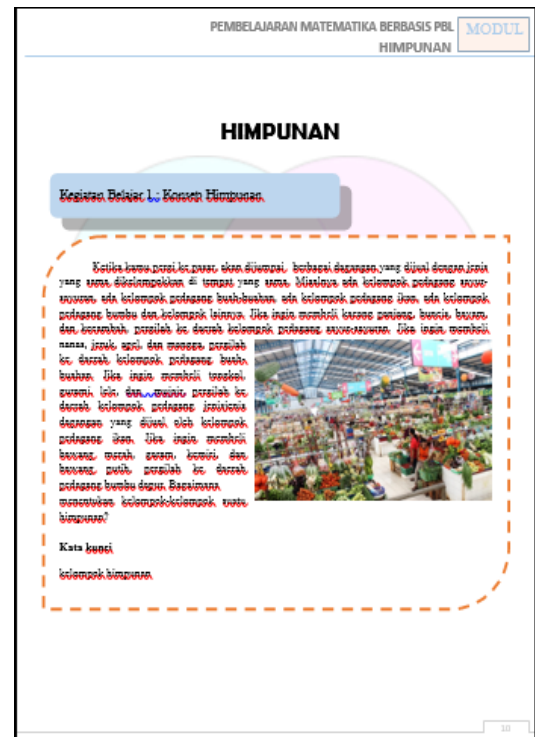 PEMBELAJARAN MATEMATIKA BERBASIS PBL
HIMPUNAN
MODUL
HIMPUNAN
Kegiatan Belajar 1 : Konsep Himpunan
Ketika kamu pergi ke pasar, akan dijumpai berbagai dagangan yang dijual dengan jenis
yang sama dikelompokkan di tempat yang sama. Misalnya ada kelompok pedagang sayur-
sayuran, ada kelompok pedagang buah-buahan, ada kelompok pedagang ikan, ada kelompok
pedagang bumbu dan kelompok lainnya. Jika ingin membeli kacang panjang, buncis, bayam,
dan kecambah, pergilah ke daerah kelompok pedagang sayur-sayuran. Jika ingin membeli
nanas, jeruk, apel, dan mangga, pergilah
ke daerah kelompok pedagang buah-
buahan. Jika ingin membeli tongkol,
gurami, lele, dan mujair, pergilah ke
daerah kelompok pedagang jenisjenis
dagangan yang dijual oleh kelompok
pedagang ikan. Jika ingin membeli
bawang merah, garam, kemiri, dan
bawang putih, pergilah ke daerah
pedagang bumbu dapur. Bagaimana
menentukan kelompok-kelompok suatu
himpunan?
Kata kunci
kelompok himpunan
10